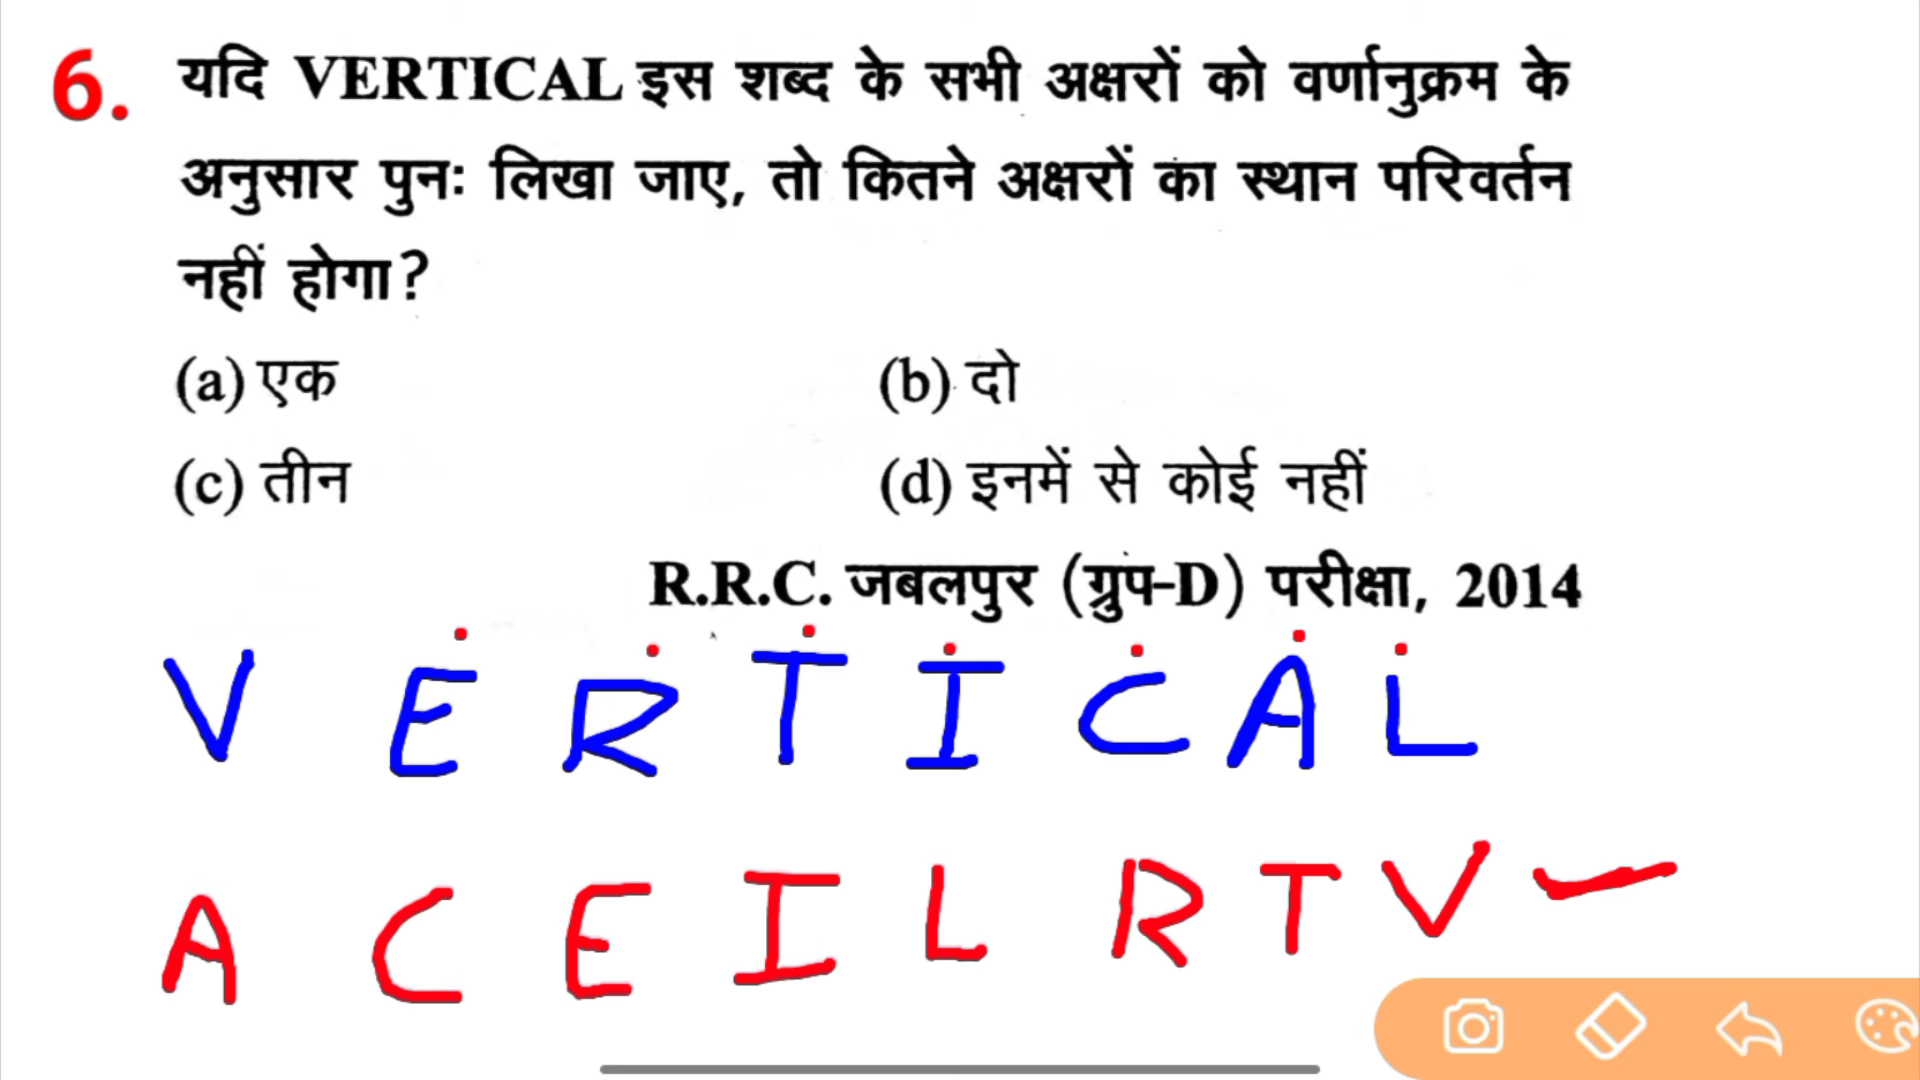 6. यदि VERTICAL इस शब्द के सभी अक्षरों को वर्णानुक्रम के
अनुसार पुनः लिखा जाए, तो कितने अक्षरों का स्थान परिवर्तन
नहीं होगा?
(a) एक (b) दो
(c) तीन (d) इनमें से कोई नहीं
R.R.C. जबलपुर (ग्रुप-D) परीक्षा, 2014
V E R T I C A L
A C E I L R T V